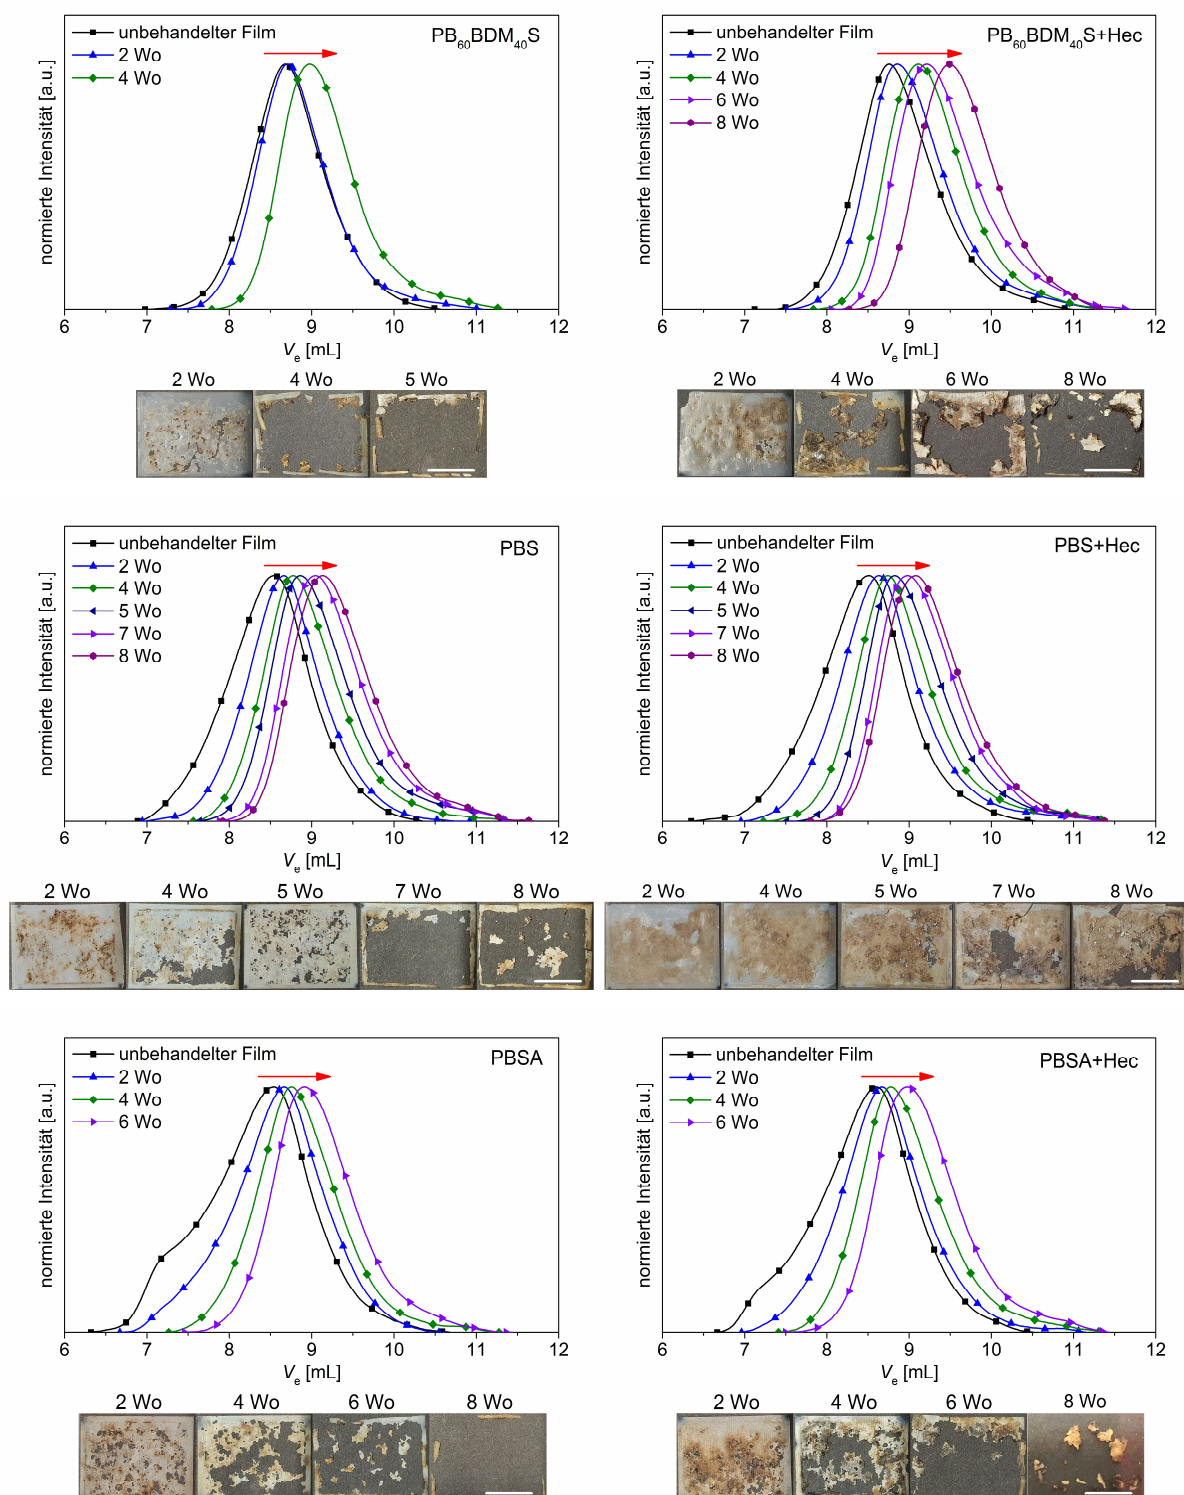 unbehandelter Film
2 Wo
4 Wo
PB60BDM40S
normierte Intensität [a.u.]
6 7 8 9 10 11 12
Ve [mL]
2 Wo 4 Wo 5 Wo
unbehandelter Film
2 Wo
4 Wo
6 Wo
8 Wo
PB60BDM40S+Hec
normierte Intensität [a.u.]
6 7 8 9 10 11 12
Ve [mL]
2 Wo 4 Wo 6 Wo 8 Wo
unbehandelter Film
2 Wo
4 Wo
5 Wo
7 Wo
8 Wo
PBS
normierte Intensität [a.u.]
6 7 8 9 10 11 12
Ve [mL]
2 Wo 4 Wo 5 Wo 7 Wo 8 Wo
unbehandelter Film
2 Wo
4 Wo
5 Wo
7 Wo
8 Wo
PBS+Hec
normierte Intensität [a.u.]
6 7 8 9 10 11 12
Ve [mL]
2 Wo 4 Wo 5 Wo 7 Wo 8 Wo
unbehandelter Film
2 Wo
4 Wo
6 Wo
PBSA
normierte Intensität [a.u.]
6 7 8 9 10 11 12
Ve [mL]
2 Wo 4 Wo 6 Wo 8 Wo
unbehandelter Film
2 Wo
4 Wo
6 Wo
PBSA+Hec
normierte Intensität [a.u.]
6 7 8 9 10 11 12
Ve [mL]
2 Wo 4 Wo 6 Wo 8 Wo